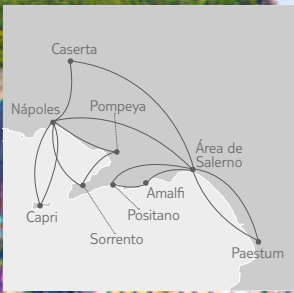 Caserta
Nápoles
Pompeya
Área de
Salerno
Amalfi
Capri
Positano
Sorrento
Paestum